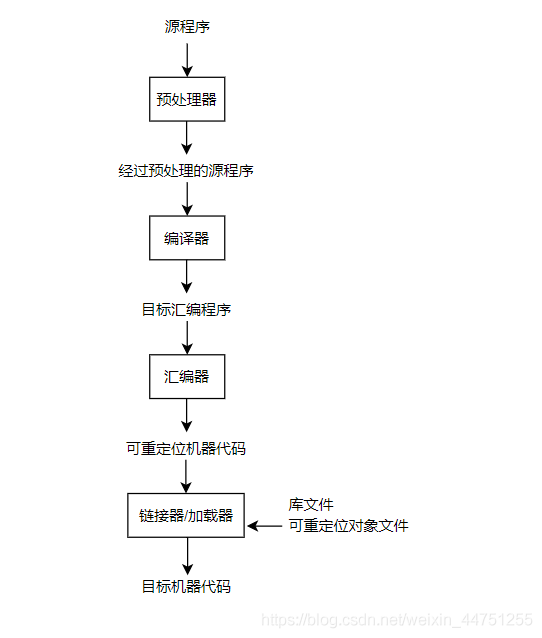 源程序
预处理器
经过预处理的源程序
编译器
目标汇编程序
汇编器
可重定位机器代码
链接器/加载器
库文件
可重定位对象文件
目标机器代码
https://blog.csdn.net/weixin_44751255